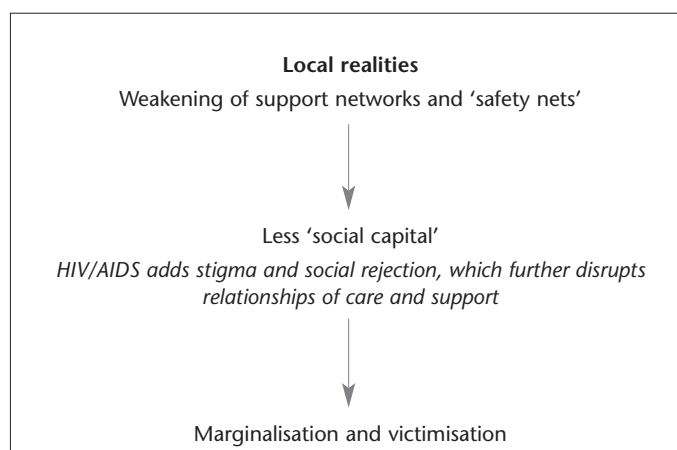 Local realities
Weakening of support networks and ‘safety nets’
Less ‘social capital’
HIV/AIDS adds stigma and social rejection, which further disrupts
relationships of care and support
Marginalisation and victimisation